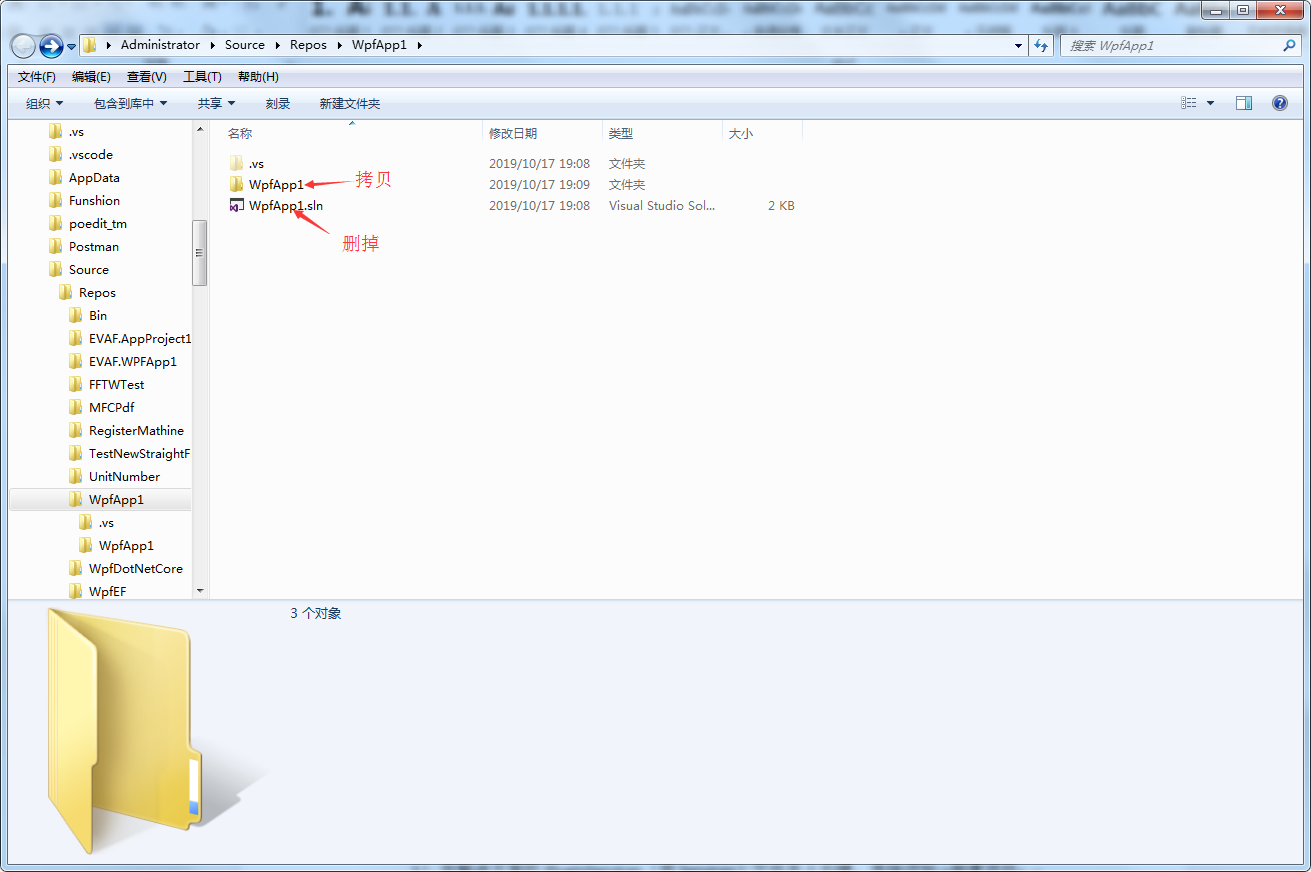 Administrator Source Repos WpfApp1
搜索 WpfApp1
文件(F) 编辑(E) 查看(V) 工具(T) 帮助(H)
组织 包含到库中 共享 刻录 新建文件夹
.vs
.vscode
AppData
Funshion
poedit_tm
Postman
Source
Repos
Bin
EVAF.AppProject1
EVAF.WPFApp1
FFTWTest
MFCPdf
RegisterMathine
TestNewStraightF
UnitNumber
WpfApp1
.vs
WpfApp1
WpfDotNetCore
WpfEF
名称 修改日期 类型 大小
.vs 2019/10/17 19:08 文件夹
WpfApp1 2019/10/17 19:09 文件夹
拷贝
WpfApp1.sln 2019/10/17 19:08 Visual Studio Sol... 2 KB
删掉
3 个对象